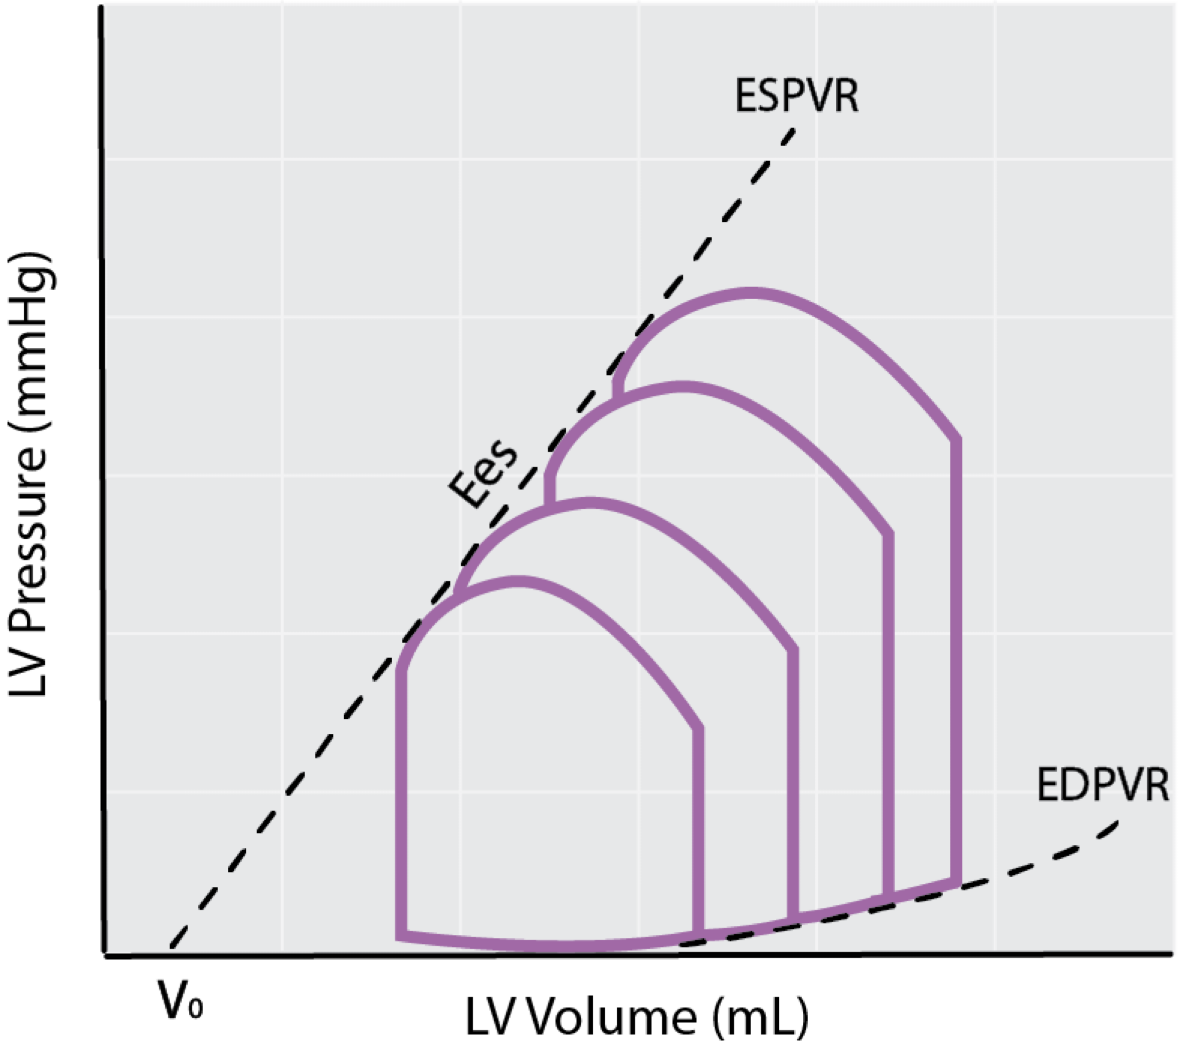 ESPVR
LV Pressure (mmHg)
Ees
EDPVR
V₀
LV Volume (mL)